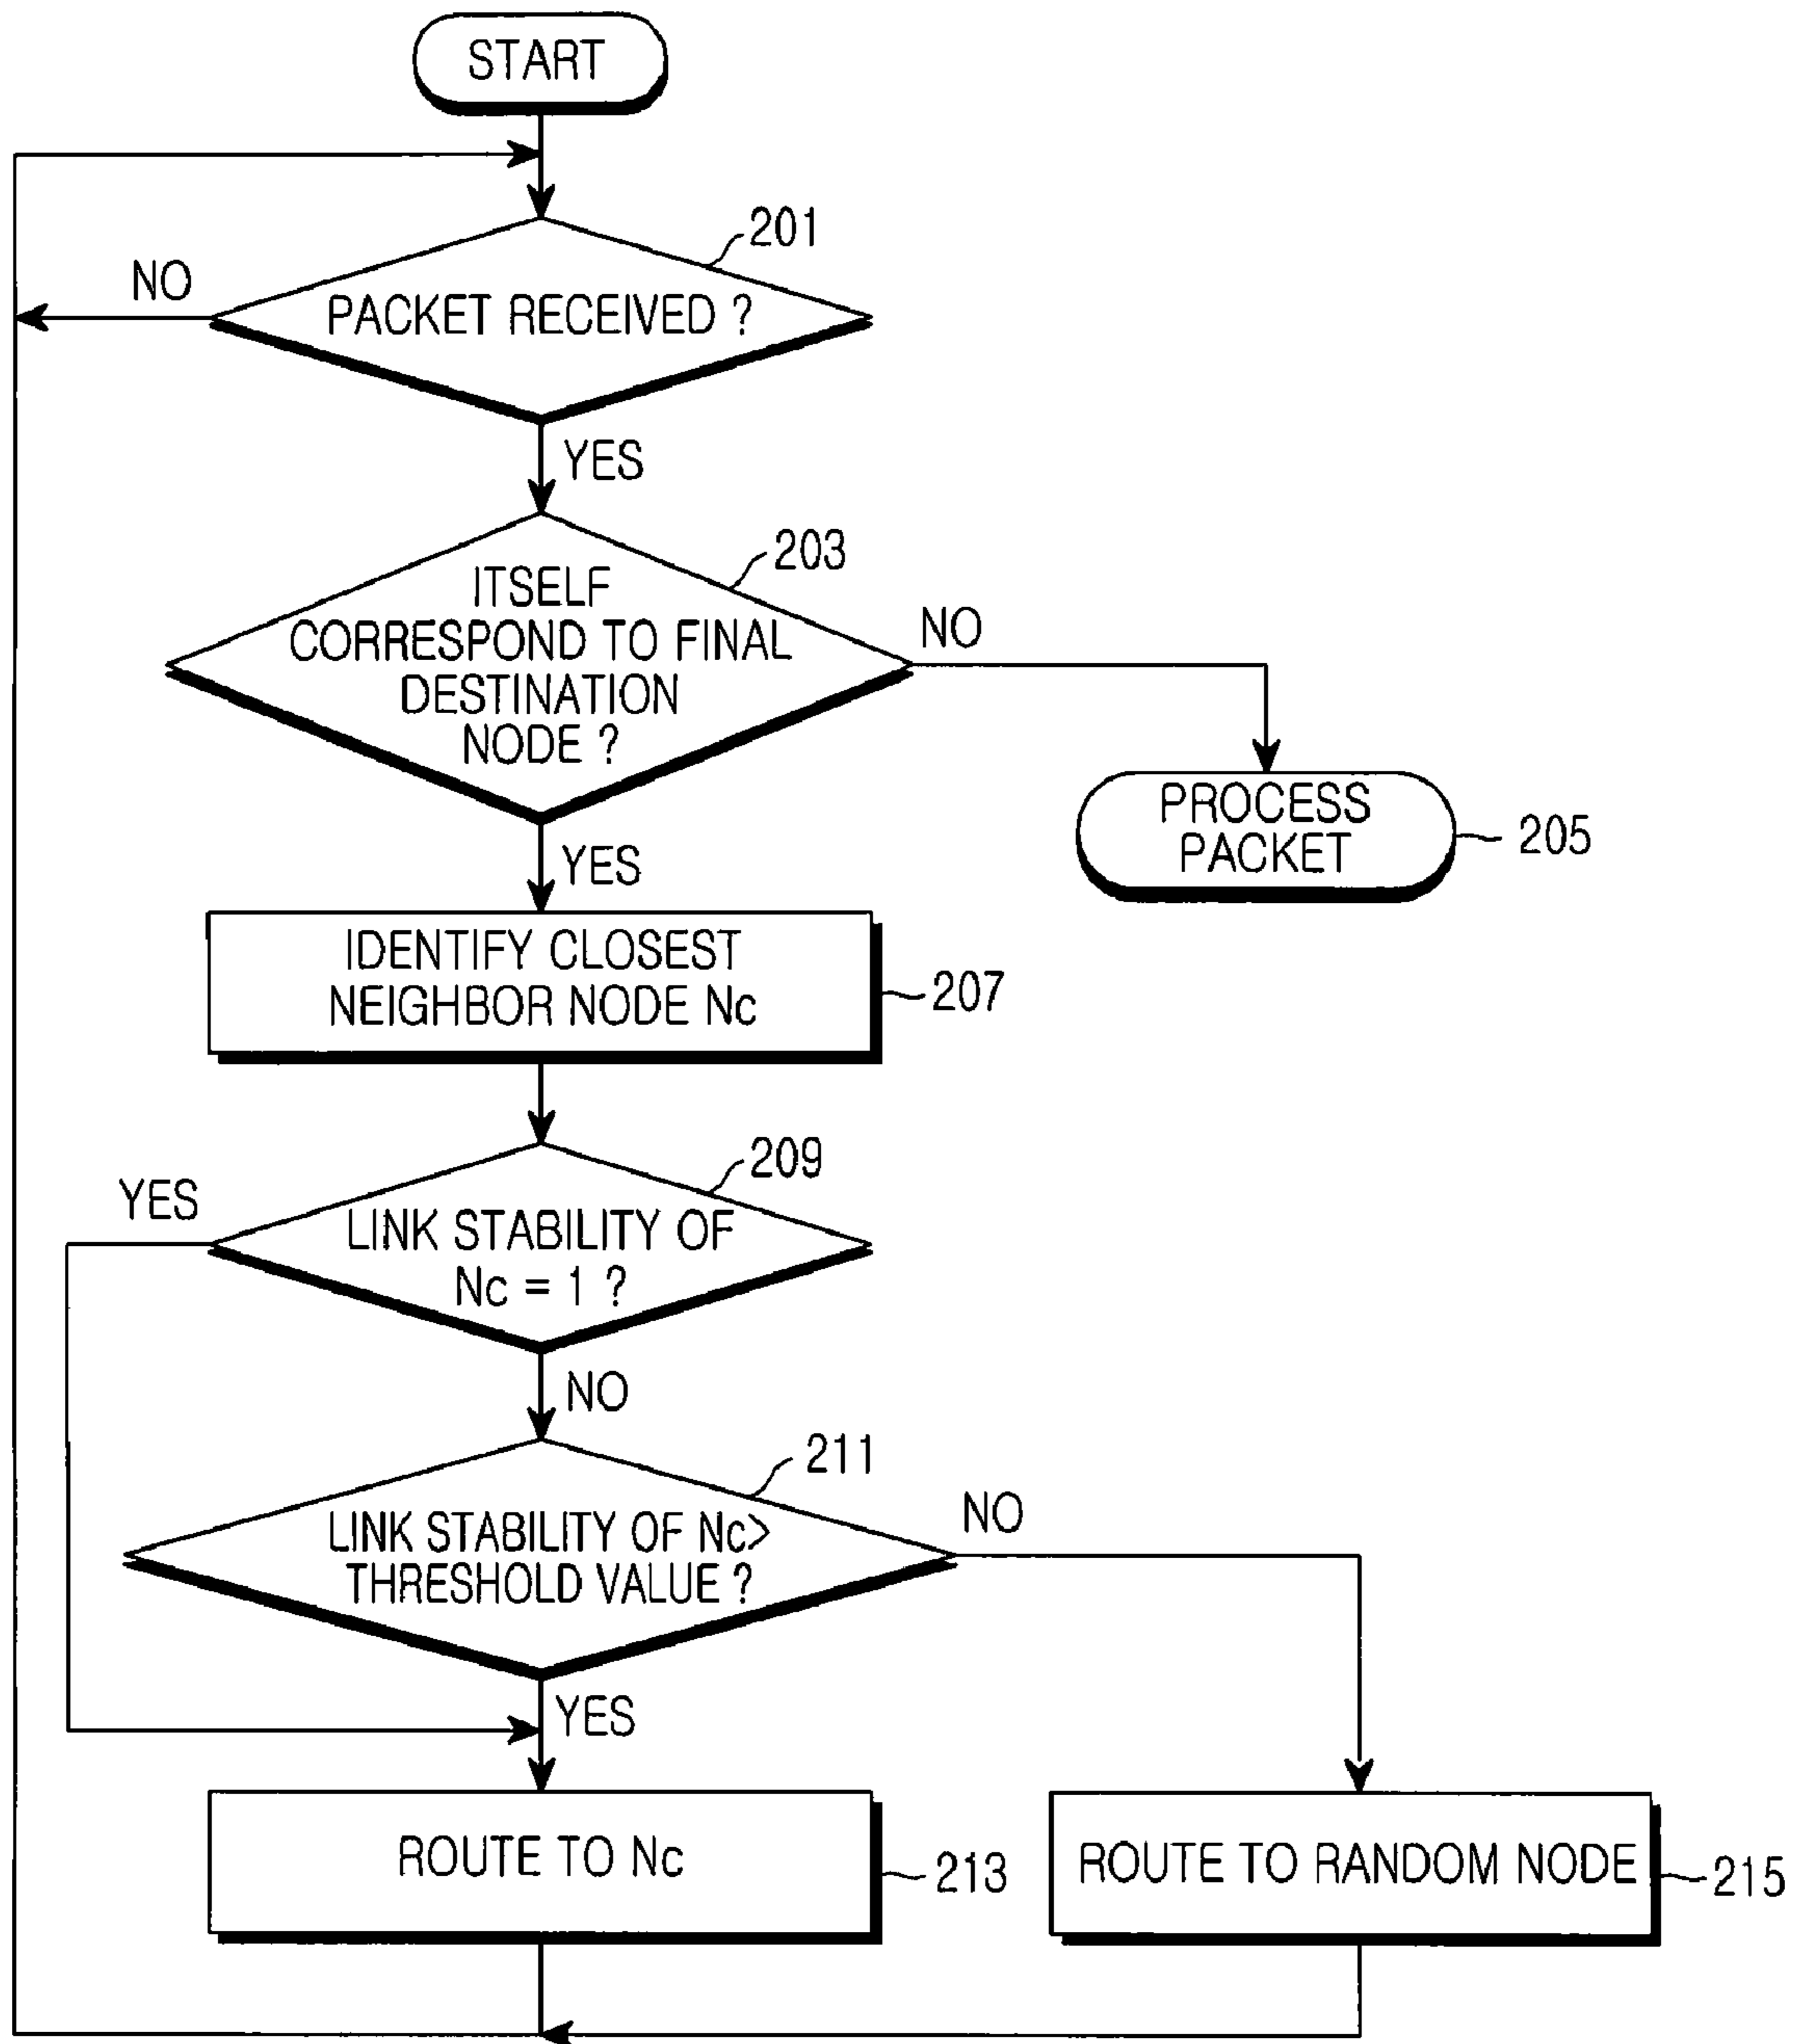 START
201
NO
PACKET RECEIVED ?
YES
203
ITSELF
CORRESPOND TO FINAL
DESTINATION
NODE ?
NO
PROCESS
PACKET
205
YES
IDENTIFY CLOSEST
NEIGHBOR NODE Nc
207
209
YES
LINK STABILITY OF
Nc = 1 ?
NO
211
NO
LINK STABILITY OF Nc>
THRESHOLD VALUE ?
YES
ROUTE TO Nc
213
ROUTE TO RANDOM NODE
215